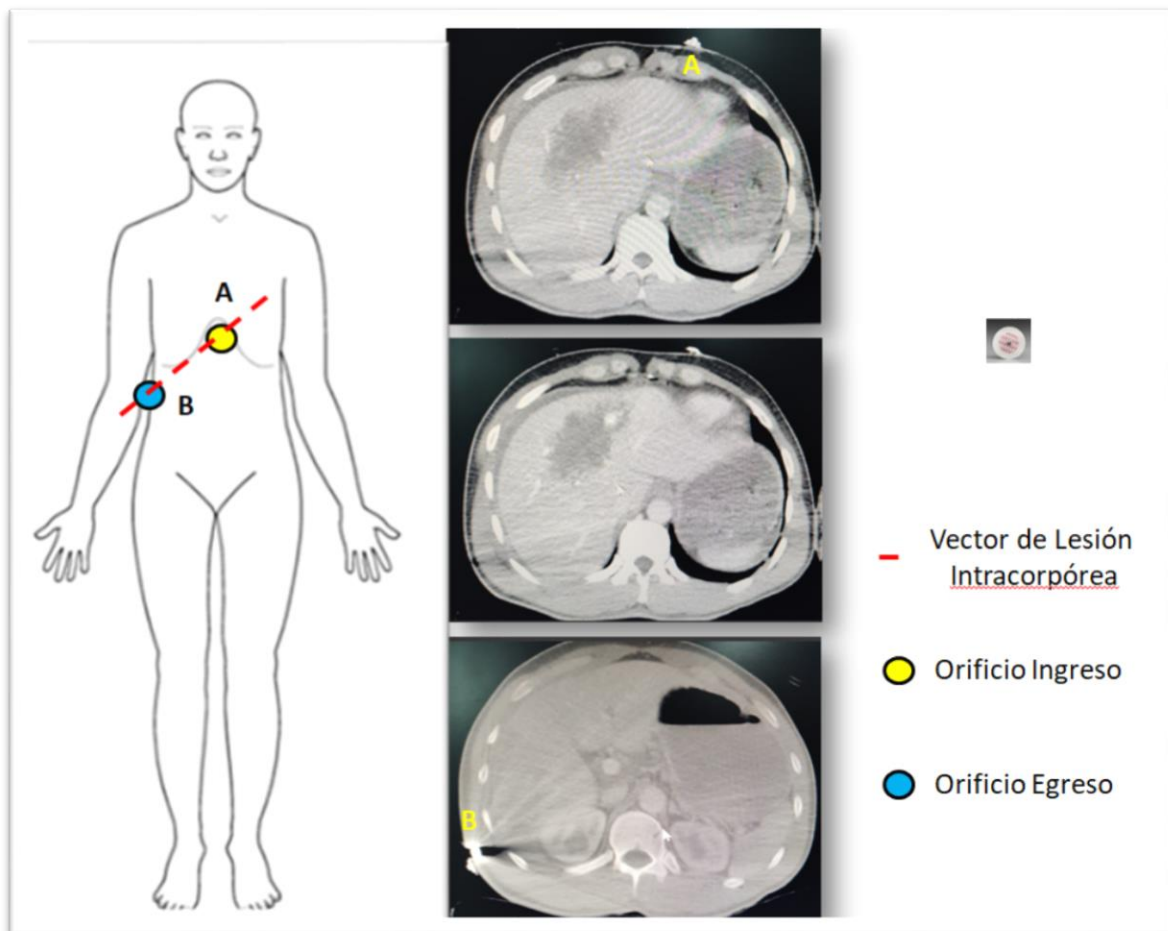 A
B
A
B
Vector de Lesión
Intracorpórea
Orificio Ingreso
Orificio Egreso